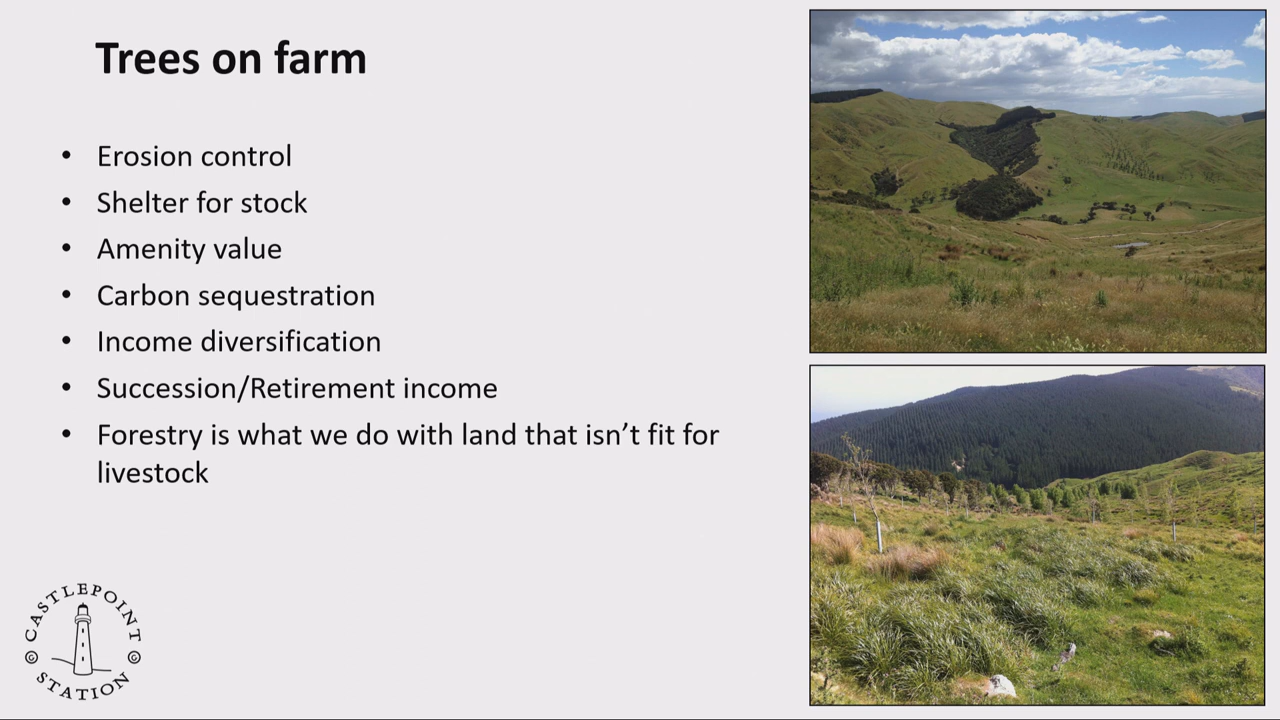 Trees on farm
• Erosion control
• Shelter for stock
• Amenity value
• Carbon sequestration
• Income diversification
• Succession/Retirement income
• Forestry is what we do with land that isn’t fit for
livestock
CASTLEPOINT
© ©
STATION